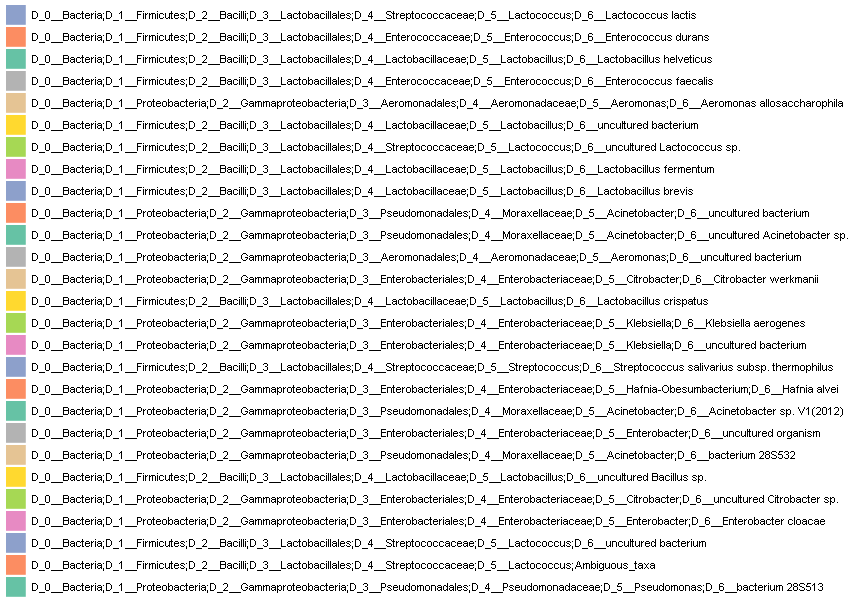 D_0__Bacteria;D_1__Firmicutes;D_2__Bacilli;D_3__Lactobacillales;D_4__Streptococcaceae;D_5__Lactococcus;D_6__Lactococcus lactis
D_0__Bacteria;D_1__Firmicutes;D_2__Bacilli;D_3__Lactobacillales;D_4__Enterococcaceae;D_5__Enterococcus;D_6__Enterococcus durans
D_0__Bacteria;D_1__Firmicutes;D_2__Bacilli;D_3__Lactobacillales;D_4__Lactobacillaceae;D_5__Lactobacillus;D_6__Lactobacillus helveticus
D_0__Bacteria;D_1__Firmicutes;D_2__Bacilli;D_3__Lactobacillales;D_4__Enterococcaceae;D_5__Enterococcus;D_6__Enterococcus faecalis
D_0__Bacteria;D_1__Proteobacteria;D_2__Gammaproteobacteria;D_3__Aeromonadales;D_4__Aeromonadaceae;D_5__Aeromonas;D_6__Aeromonas allosaccharophila
D_0__Bacteria;D_1__Firmicutes;D_2__Bacilli;D_3__Lactobacillales;D_4__Lactobacillaceae;D_5__Lactobacillus;D_6__uncultured bacterium
D_0__Bacteria;D_1__Firmicutes;D_2__Bacilli;D_3__Lactobacillales;D_4__Streptococcaceae;D_5__Lactococcus;D_6__uncultured Lactococcus sp.
D_0__Bacteria;D_1__Firmicutes;D_2__Bacilli;D_3__Lactobacillales;D_4__Lactobacillaceae;D_5__Lactobacillus;D_6__Lactobacillus fermentum
D_0__Bacteria;D_1__Firmicutes;D_2__Bacilli;D_3__Lactobacillales;D_4__Lactobacillaceae;D_5__Lactobacillus;D_6__Lactobacillus brevis
D_0__Bacteria;D_1__Proteobacteria;D_2__Gammaproteobacteria;D_3__Pseudomonadales;D_4__Moraxellaceae;D_5__Acinetobacter;D_6__uncultured bacterium
D_0__Bacteria;D_1__Proteobacteria;D_2__Gammaproteobacteria;D_3__Pseudomonadales;D_4__Moraxellaceae;D_5__Acinetobacter;D_6__uncultured Acinetobacter sp.
D_0__Bacteria;D_1__Proteobacteria;D_2__Gammaproteobacteria;D_3__Aeromonadales;D_4__Aeromonadaceae;D_5__Aeromonas;D_6__uncultured bacterium
D_0__Bacteria;D_1__Proteobacteria;D_2__Gammaproteobacteria;D_3__Enterobacteriales;D_4__Enterobacteriaceae;D_5__Citrobacter;D_6__Citrobacter werkmanii
D_0__Bacteria;D_1__Firmicutes;D_2__Bacilli;D_3__Lactobacillales;D_4__Lactobacillaceae;D_5__Lactobacillus;D_6__Lactobacillus crispatus
D_0__Bacteria;D_1__Proteobacteria;D_2__Gammaproteobacteria;D_3__Enterobacteriales;D_4__Enterobacteriaceae;D_5__Klebsiella;D_6__Klebsiella aerogenes
D_0__Bacteria;D_1__Proteobacteria;D_2__Gammaproteobacteria;D_3__Enterobacteriales;D_4__Enterobacteriaceae;D_5__Klebsiella;D_6__uncultured bacterium
D_0__Bacteria;D_1__Firmicutes;D_2__Bacilli;D_3__Lactobacillales;D_4__Streptococcaceae;D_5__Streptococcus;D_6__Streptococcus salivarius subsp. thermophilus
D_0__Bacteria;D_1__Proteobacteria;D_2__Gammaproteobacteria;D_3__Enterobacteriales;D_4__Enterobacteriaceae;D_5__Hafnia-Obesumbacterium;D_6__Hafnia alvei
D_0__Bacteria;D_1__Proteobacteria;D_2__Gammaproteobacteria;D_3__Pseudomonadales;D_4__Moraxellaceae;D_5__Acinetobacter;D_6__Acinetobacter sp. V1(2012)
D_0__Bacteria;D_1__Proteobacteria;D_2__Gammaproteobacteria;D_3__Enterobacteriales;D_4__Enterobacteriaceae;D_5__Enterobacter;D_6__uncultured organism
D_0__Bacteria;D_1__Proteobacteria;D_2__Gammaproteobacteria;D_3__Pseudomonadales;D_4__Moraxellaceae;D_5__Acinetobacter;D_6__bacterium 28S532
D_0__Bacteria;D_1__Firmicutes;D_2__Bacilli;D_3__Lactobacillales;D_4__Lactobacillaceae;D_5__Lactobacillus;D_6__uncultured Bacillus sp.
D_0__Bacteria;D_1__Proteobacteria;D_2__Gammaproteobacteria;D_3__Enterobacteriales;D_4__Enterobacteriaceae;D_5__Citrobacter;D_6__uncultured Citrobacter sp.
D_0__Bacteria;D_1__Proteobacteria;D_2__Gammaproteobacteria;D_3__Enterobacteriales;D_4__Enterobacteriaceae;D_5__Enterobacter;D_6__Enterobacter cloacae
D_0__Bacteria;D_1__Firmicutes;D_2__Bacilli;D_3__Lactobacillales;D_4__Streptococcaceae;D_5__Lactococcus;D_6__uncultured bacterium
D_0__Bacteria;D_1__Firmicutes;D_2__Bacilli;D_3__Lactobacillales;D_4__Streptococcaceae;D_5__Lactococcus;Ambiguous_taxa
D_0__Bacteria;D_1__Proteobacteria;D_2__Gammaproteobacteria;D_3__Pseudomonadales;D_4__Pseudomonadaceae;D_5__Pseudomonas;D_6__bacterium 28S513